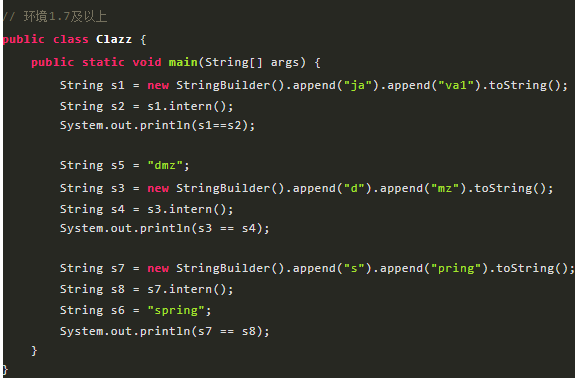 // 环境1.7及以上
public class Clazz {
    public static void main(String[] args) {
        String s1 = new StringBuilder().append("ja").append("va1").toString();
        String s2 = s1.intern();
        System.out.println(s1==s2);

        String s5 = "dmz";
        String s3 = new StringBuilder().append("d").append("mz").toString();
        String s4 = s3.intern();
        System.out.println(s3 == s4);

        String s7 = new StringBuilder().append("s").append("pring").toString();
        String s8 = s7.intern();
        String s6 = "spring";
        System.out.println(s7 == s8);
    }
}